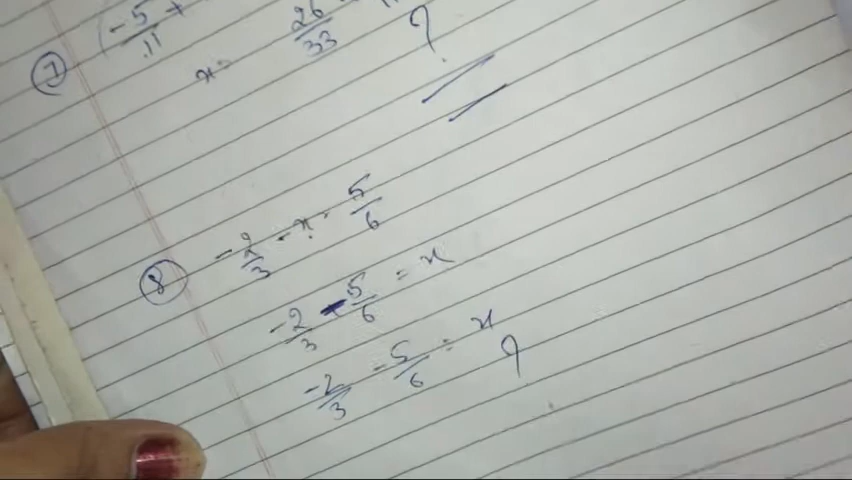 (-5/11 +
⑦ x = 26/33 ?
⑧ -2/3 - x = 5/6
-2/3 - 5/6 = x
-2/3 - 5/6 = x ?